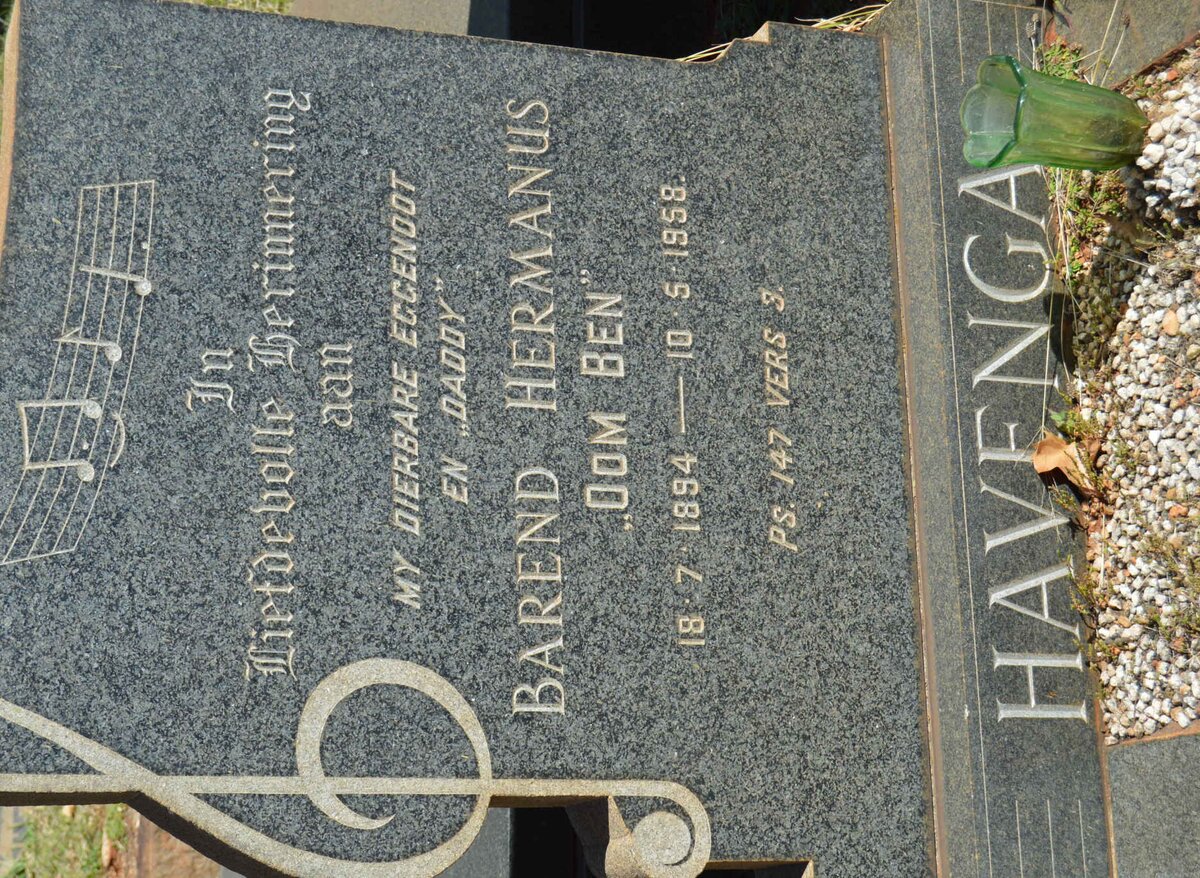 In
Liefdevolle Herinnering
aan
MY DIERBARE ECGENOOT
EN „DADDY”
BAREND HERMANUS
„OOM BEN”
18·7·1894—10·5·1958.
PS. 147 VERS 3.
HAVENGA